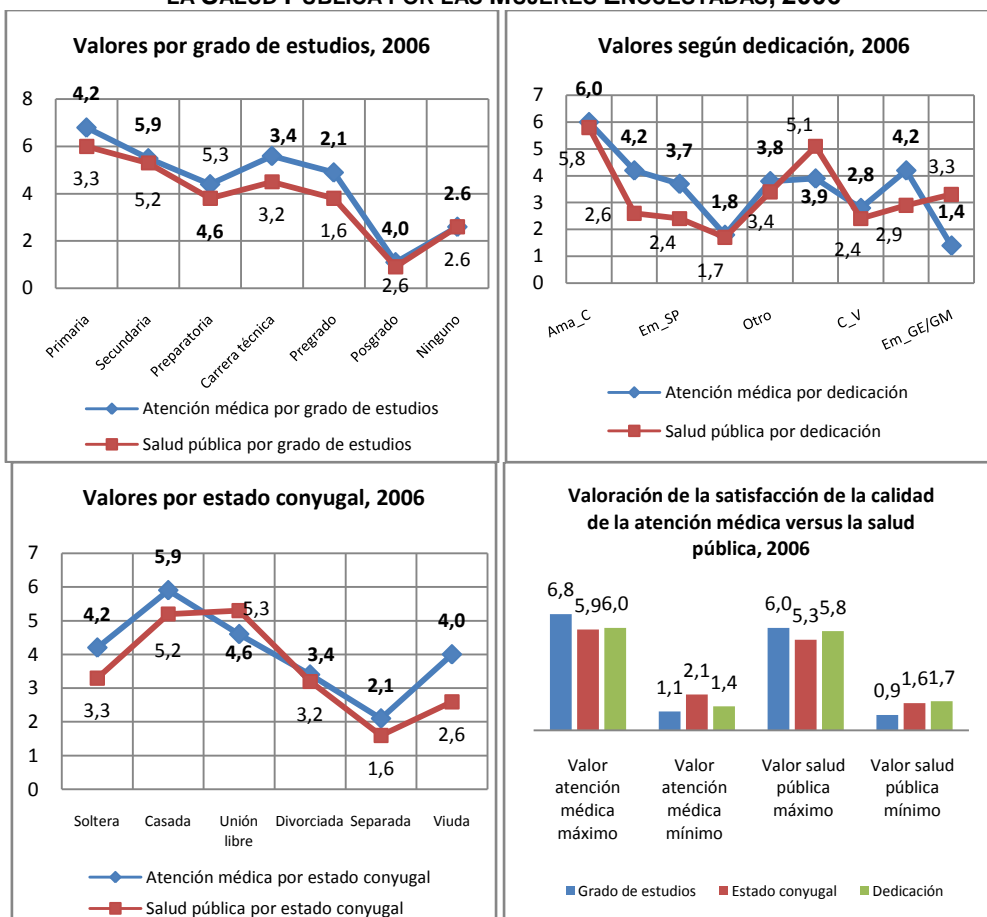 LA SALUD PÚBLICA POR LAS MUJERES ENCUESTADAS, 2006
Valores por grado de estudios, 2006
8
6
4
2
0
4,2
5,9
5,3
3,4
2,1
4,0
2.6
3,3
5,2
4,6
3,2
1,6
2,6
2.6
Primaria
Secundaria
Preparatoria
Carrera técnica
Pregrado
Posgrado
Ninguno
Atención médica por grado de estudios
Salud pública por grado de estudios
Valores según dedicación, 2006
7
6
5
4
3
2
1
0
6,0
4,2
3,7
1,8
3,8
5,1
3,9
2,8
4,2
3,3
1,4
5,8
2,6
2,4
1,7
3,4
2,4
2,9
Ama_C
Em_SP
Otro
C_V
Em_GE/GM
Atención médica por dedicación
Salud pública por dedicación
Valores por estado conyugal, 2006
7
6
5
4
3
2
1
0
4,2
5,9
5,3
4,6
3,4
2,1
4,0
3,3
5,2
3,2
1,6
2,6
Soltera
Casada
Unión
libre
Divorciada
Separada
Viuda
Atención médica por estado conyugal
Salud pública por estado conyugal
Valoración de la satisfacción de la calidad
de la atención médica versus la salud
pública, 2006
6,8
5,9
6,0
1,1
2,1
1,4
6,0
5,3
5,8
0,9
1,6
1,7
Valor
atención
médica
máximo
Valor
atención
médica
mínimo
Valor salud
pública
máximo
Valor salud
pública
mínimo
Grado de estudios
Estado conyugal
Dedicación